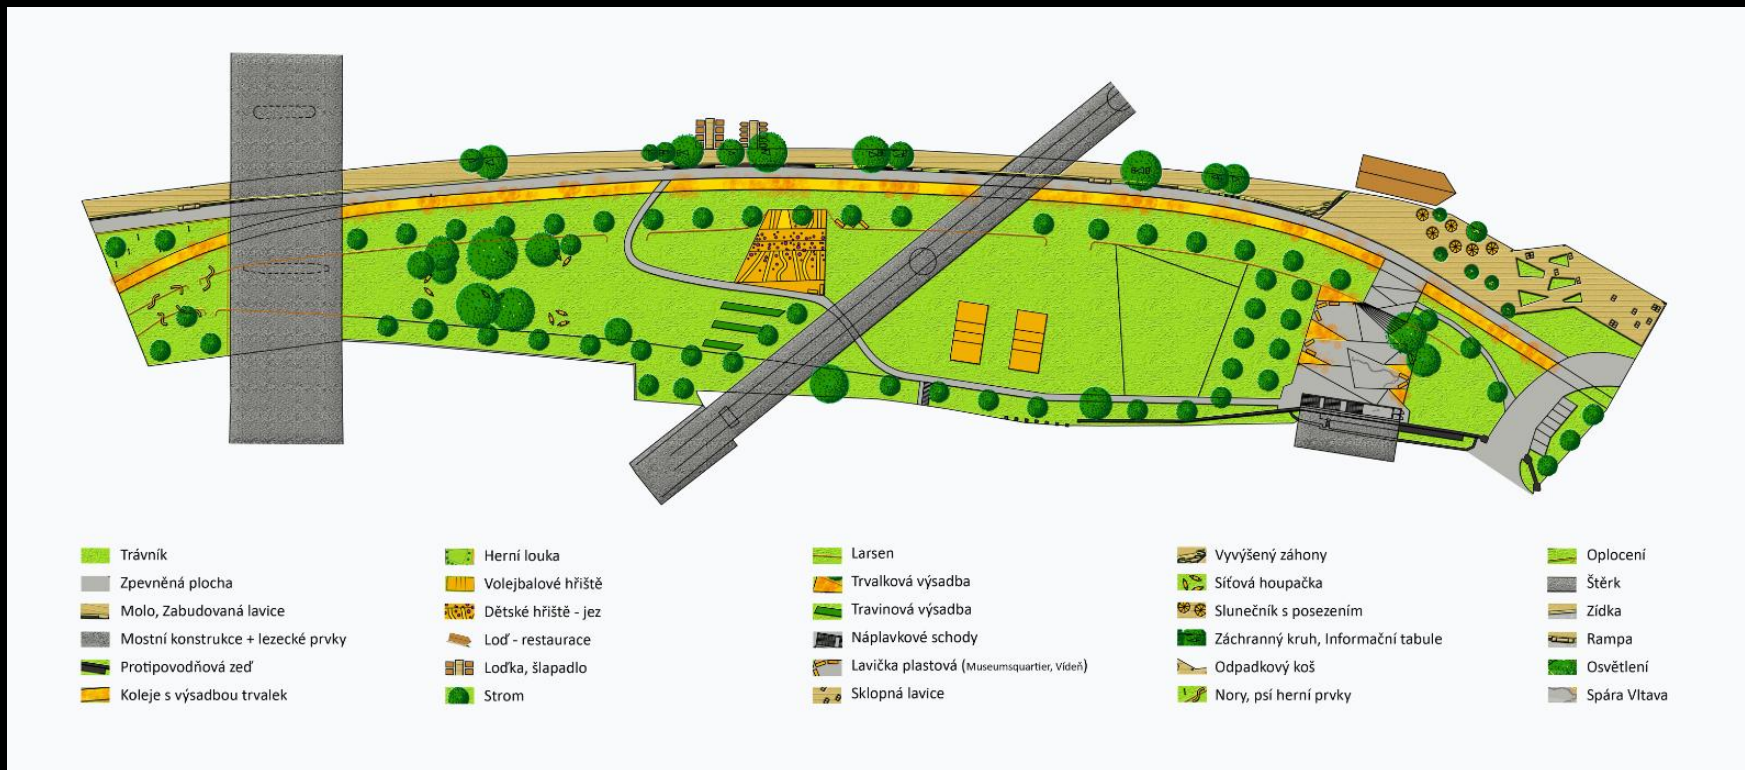 Trávník
Zpevněná plocha
Molo, Zabudovaná lavice
Mostní konstrukce + lezecké prvky
Protipovodňová zeď
Koleje s výsadbou trvalek
Herní louka
Volejbalové hřiště
Dětské hřiště - jez
Loď - restaurace
Loďka, šlapadlo
Strom
Larsen
Trvalková výsadba
Travinová výsadba
Náplavkové schody
Lavička plastová (Museumsquartier, Vídeň)
Sklopná lavice
Vyvýšený záhony
Síťová houpačka
Slunečník s posezením
Záchranný kruh, Informační tabule
Odpadkový koš
Nory, psí herní prvky
Oplocení
Štěrk
Zídka
Rampa
Osvětlení
Spára Vltava